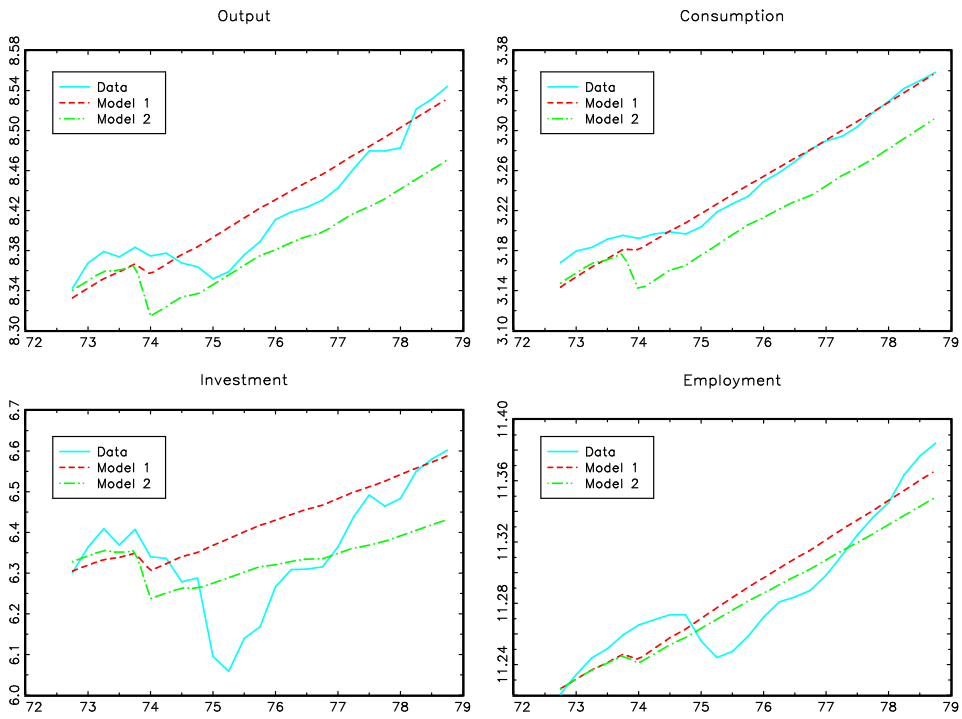 Output
8.30 8.34 8.38 8.42 8.46 8.50 8.54 8.58
Data
Model 1
Model 2
72 73 74 75 76 77 78 79
Consumption
3.10 3.14 3.18 3.22 3.26 3.30 3.34 3.38
Data
Model 1
Model 2
72 73 74 75 76 77 78 79
Investment
6.0 6.1 6.2 6.3 6.4 6.5 6.6 6.7
Data
Model 1
Model 2
72 73 74 75 76 77 78 79
Employment
11.24 11.28 11.32 11.36 11.40
Data
Model 1
Model 2
72 73 74 75 76 77 78 79